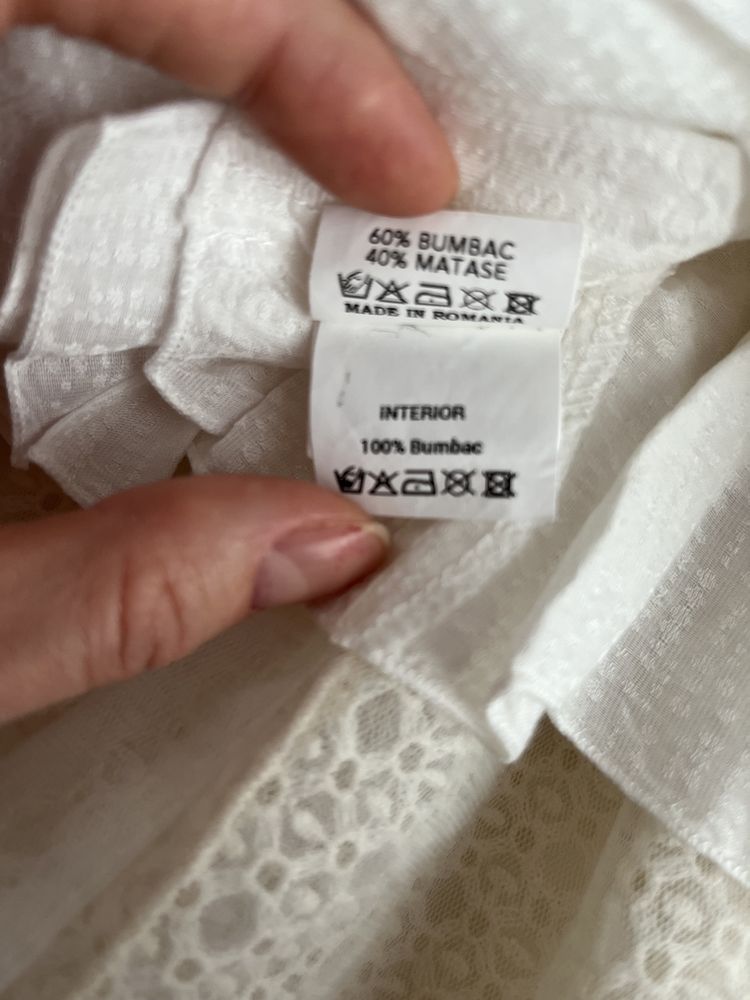 60% BUMBAC
40% MATASE
MADE IN ROMANIA
INTERIOR
100% Bumbac